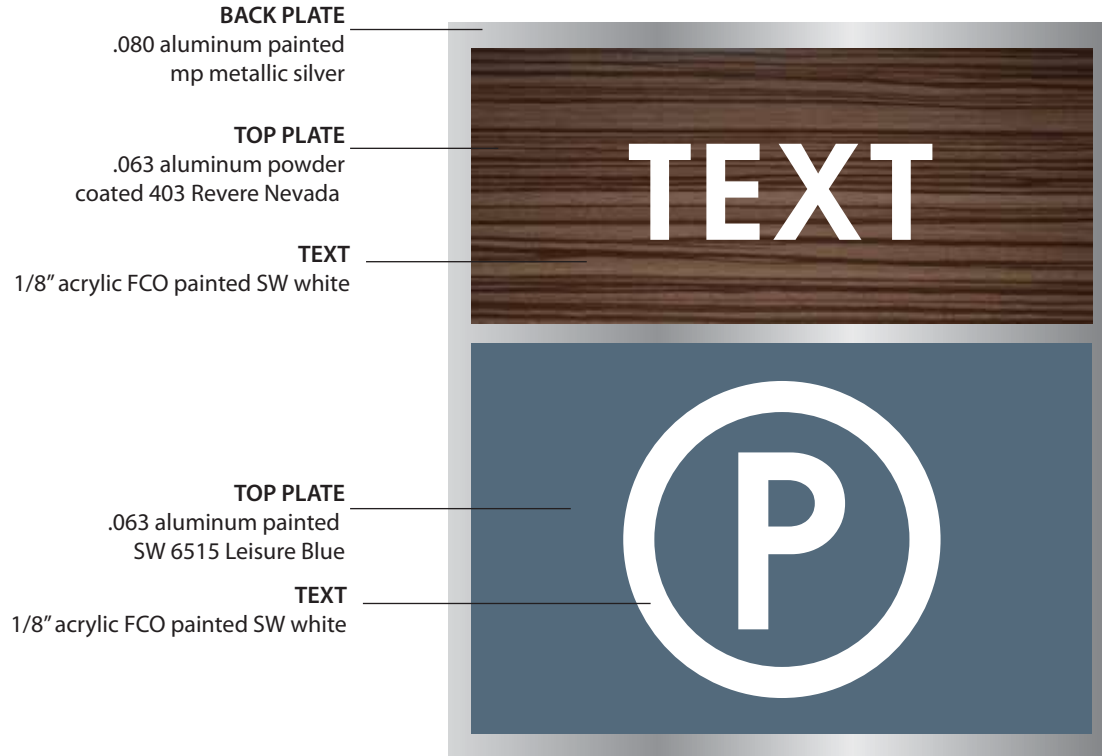 BACK PLATE
.080 aluminum painted
mp metallic silver
TOP PLATE
.063 aluminum powder
coated 403 Revere Nevada
TEXT
1/8” acrylic FCO painted SW white
TEXT
TOP PLATE
.063 aluminum painted
SW 6515 Leisure Blue
TEXT
1/8” acrylic FCO painted SW white
P